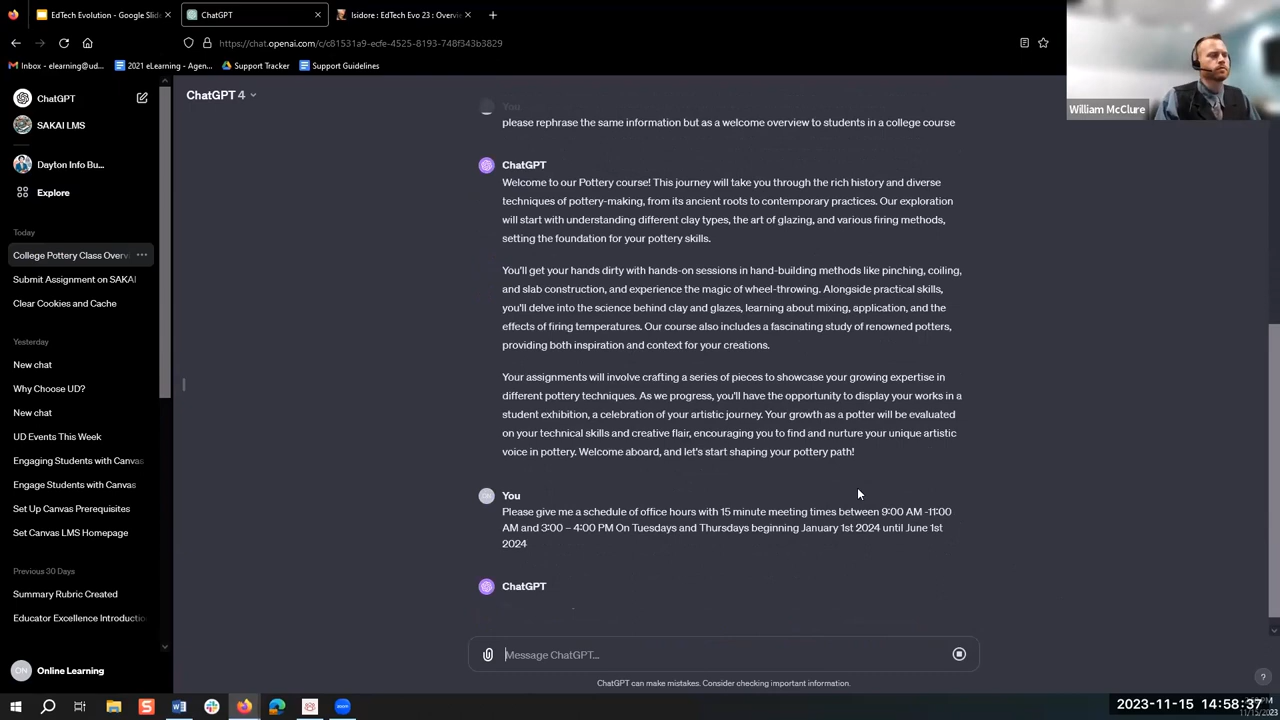 EdTech Evolution - Google Slid
ChatGPT
Isidore : EdTech Evo 23 : Overvie
https://chat.openai.com/c/c81531a9-ecfe-4525-8193-748f343b3829
Inbox - elearning@ud...
2021 eLearning - Agen...
Support Tracker
Support Guidelines
William McClure
ChatGPT
SAKAI LMS
Dayton Info Bu...
Explore
Today
College Pottery Class Overv
Submit Assignment on SAKAI
Clear Cookies and Cache
Yesterday
New chat
Why Choose UD?
New chat
UD Events This Week
Engaging Students with Canvas
Engage Students with Canvas
Set Up Canvas Prerequisites
Set Canvas LMS Homepage
Previous 30 Days
Summary Rubric Created
Educator Excellence Introductio
ON Online Learning
ChatGPT 4
You
please rephrase the same information but as a welcome overview to students in a college course
ChatGPT
Welcome to our Pottery course! This journey will take you through the rich history and diverse
techniques of pottery-making, from its ancient roots to contemporary practices. Our exploration
will start with understanding different clay types, the art of glazing, and various firing methods,
setting the foundation for your pottery skills.
You'll get your hands dirty with hands-on sessions in hand-building methods like pinching, coiling,
and slab construction, and experience the magic of wheel-throwing. Alongside practical skills,
you'll delve into the science behind clay and glazes, learning about mixing, application, and the
effects of firing temperatures. Our course also includes a fascinating study of renowned potters,
providing both inspiration and context for your creations.
Your assignments will involve crafting a series of pieces to showcase your growing expertise in
different pottery techniques. As we progress, you'll have the opportunity to display your works in a
student exhibition, a celebration of your artistic journey. Your growth as a potter will be evaluated
on your technical skills and creative flair, encouraging you to find and nurture your unique artistic
voice in pottery. Welcome aboard, and let's start shaping your pottery path!
ON You
Please give me a schedule of office hours with 15 minute meeting times between 9:00 AM -11:00
AM and 3:00 – 4:00 PM On Tuesdays and Thursdays beginning January 1st 2024 until June 1st
2024
ChatGPT
Message ChatGPT...
ChatGPT can make mistakes. Consider checking important information.
?
2023-11-15 14:58:37